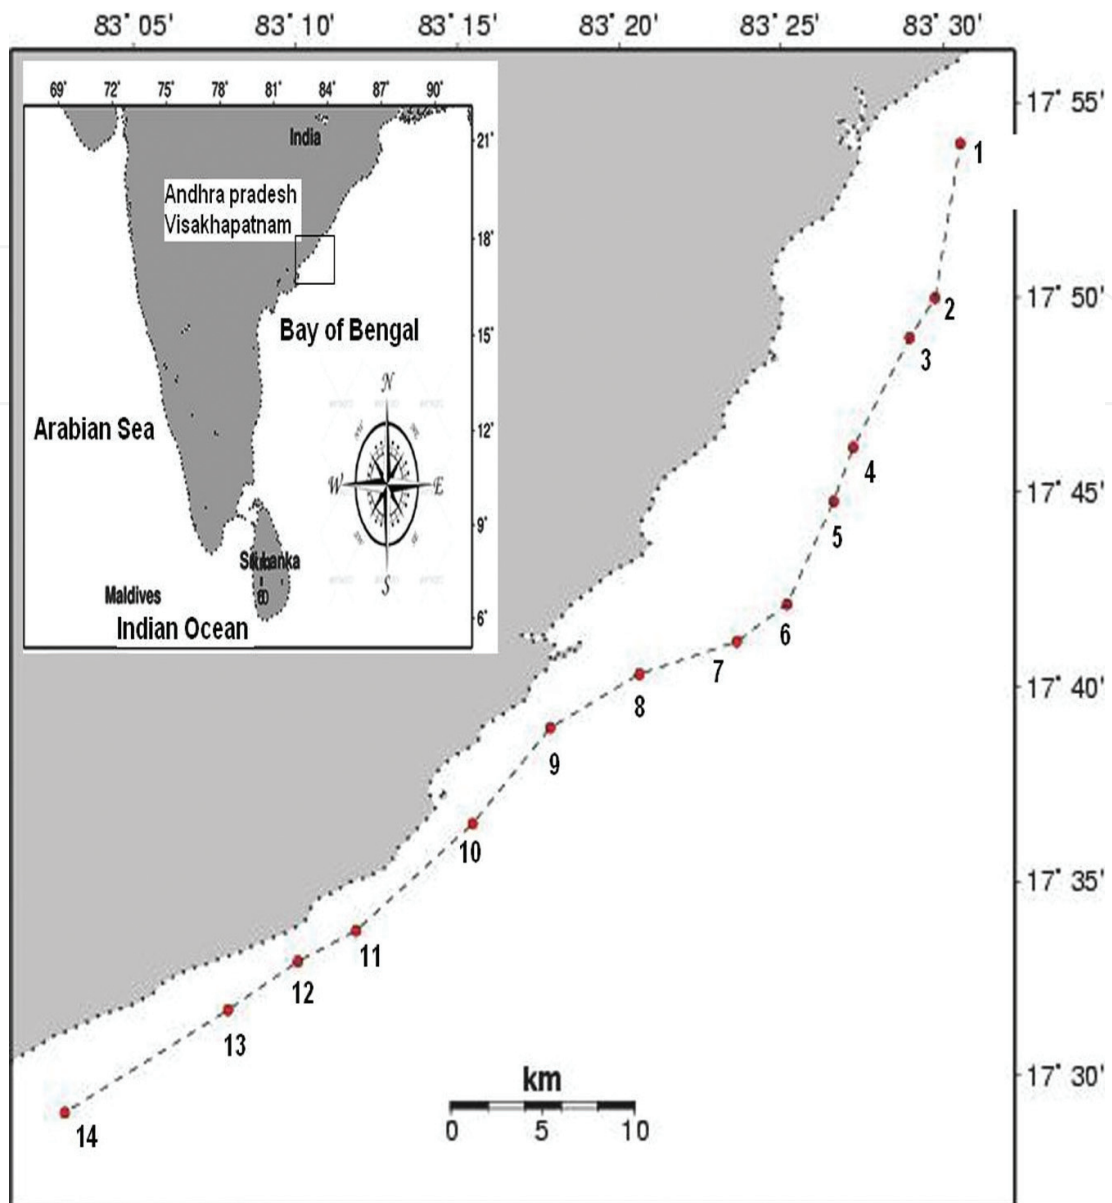 83° 05' 83° 10' 83° 15' 83° 20' 83° 25' 83° 30'
69° 72° 75° 78° 81° 84° 87° 90°
17° 55'
India
21°
1
Andhra pradesh
Visakhapatnam
18°
17° 50'
2
Bay of Bengal
15°
3
N
Arabian Sea
12°
4
W E
17° 45'
9°
5
S
Maldives
6°
Indian Ocean
6
7
17° 40'
8
9
10
17° 35'
11
12
13
km
17° 30'
0 5 10
14